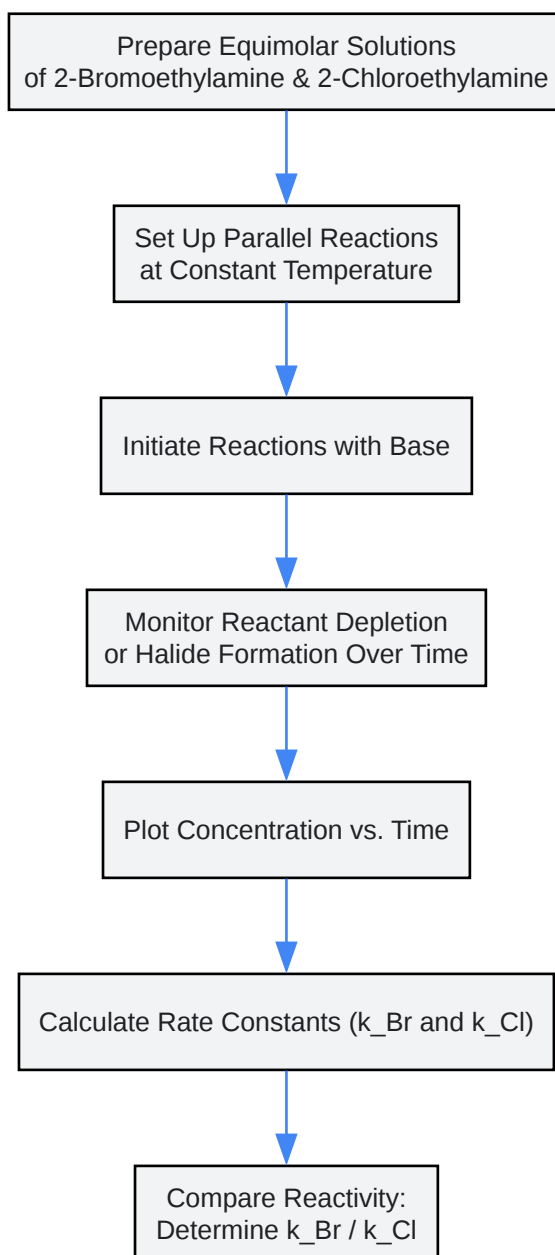 Prepare Equimolar Solutions
of 2-Bromoethylamine & 2-Chloroethylamine
Set Up Parallel Reactions
at Constant Temperature
Initiate Reactions with Base
Monitor Reactant Depletion
or Halide Formation Over Time
Plot Concentration vs. Time
Calculate Rate Constants (k_Br and k_Cl)
Compare Reactivity:
Determine k_Br / k_Cl